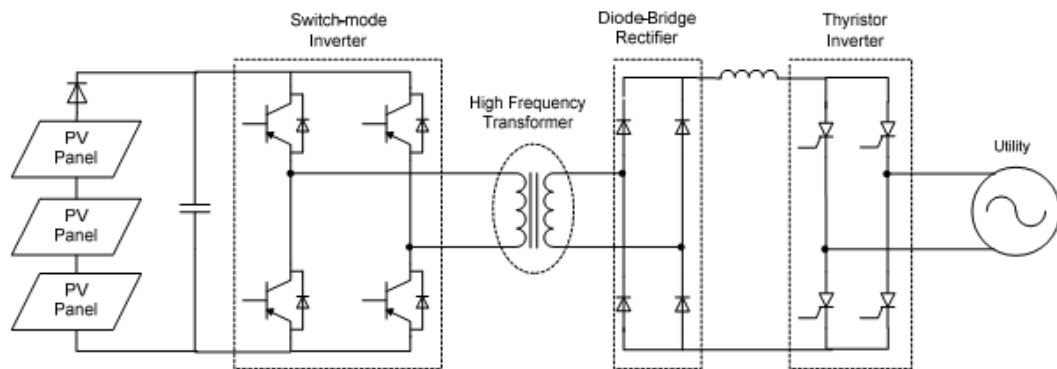 Switch-mode
Inverter
Diode-Bridge
Rectifier
Thyristor
Inverter
High Frequency
Transformer
PV
Panel
PV
Panel
PV
Panel
Utility